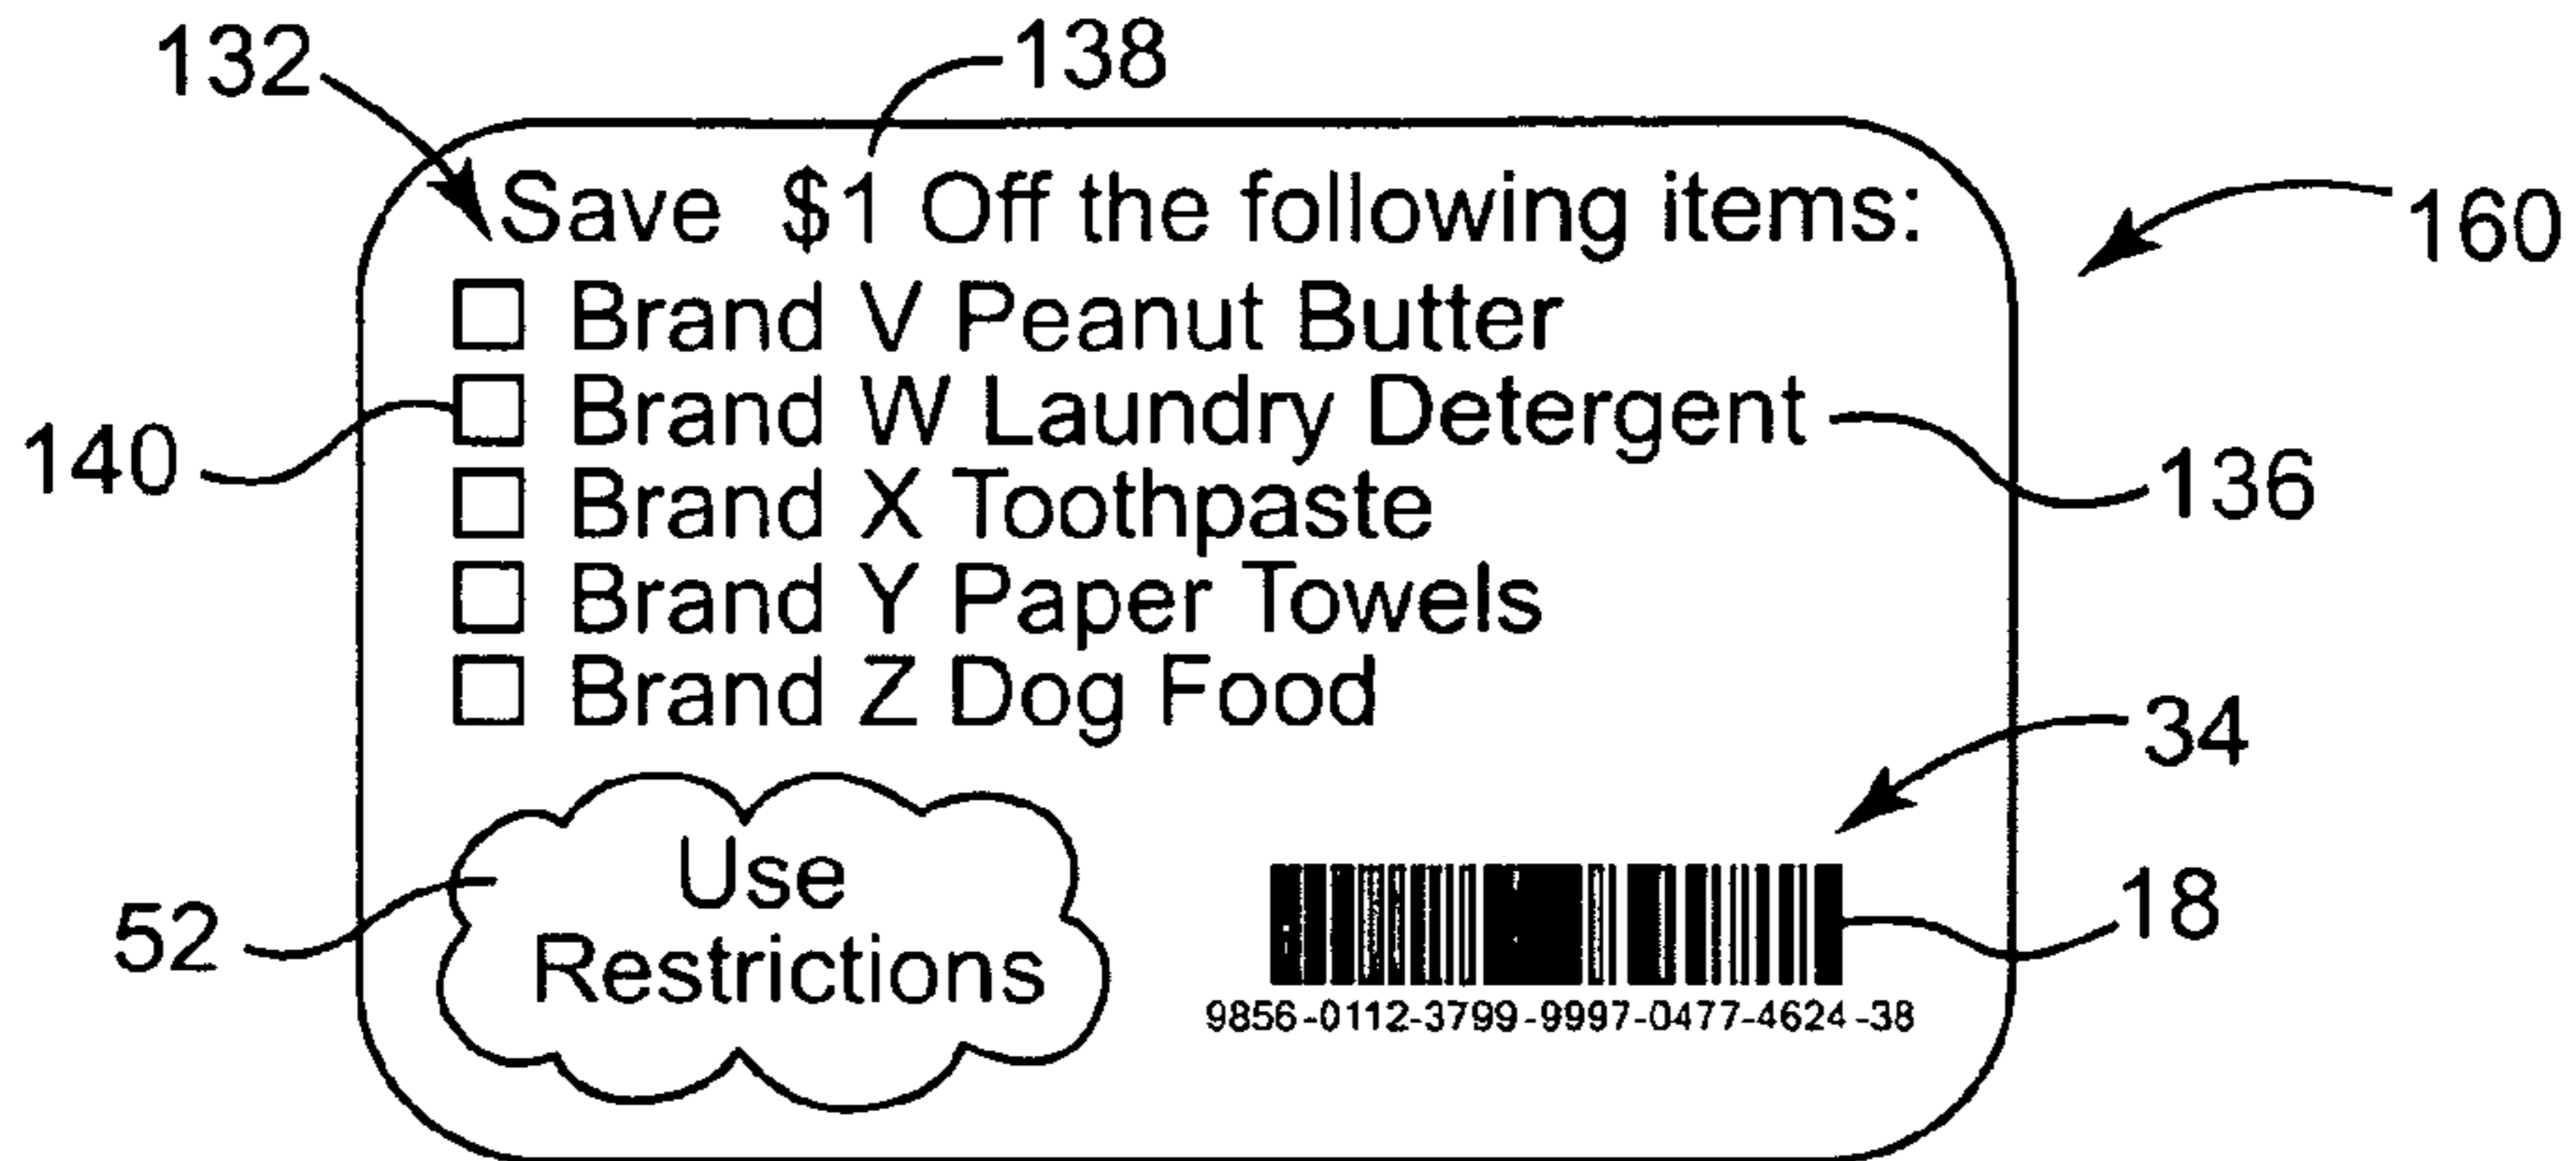 132
138
Save $1 Off the following items:
160
Brand V Peanut Butter
140
Brand W Laundry Detergent
136
Brand X Toothpaste
Brand Y Paper Towels
Brand Z Dog Food
34
Use
Restrictions
52
18
9856-0112-3799-9997-0477-4624-38